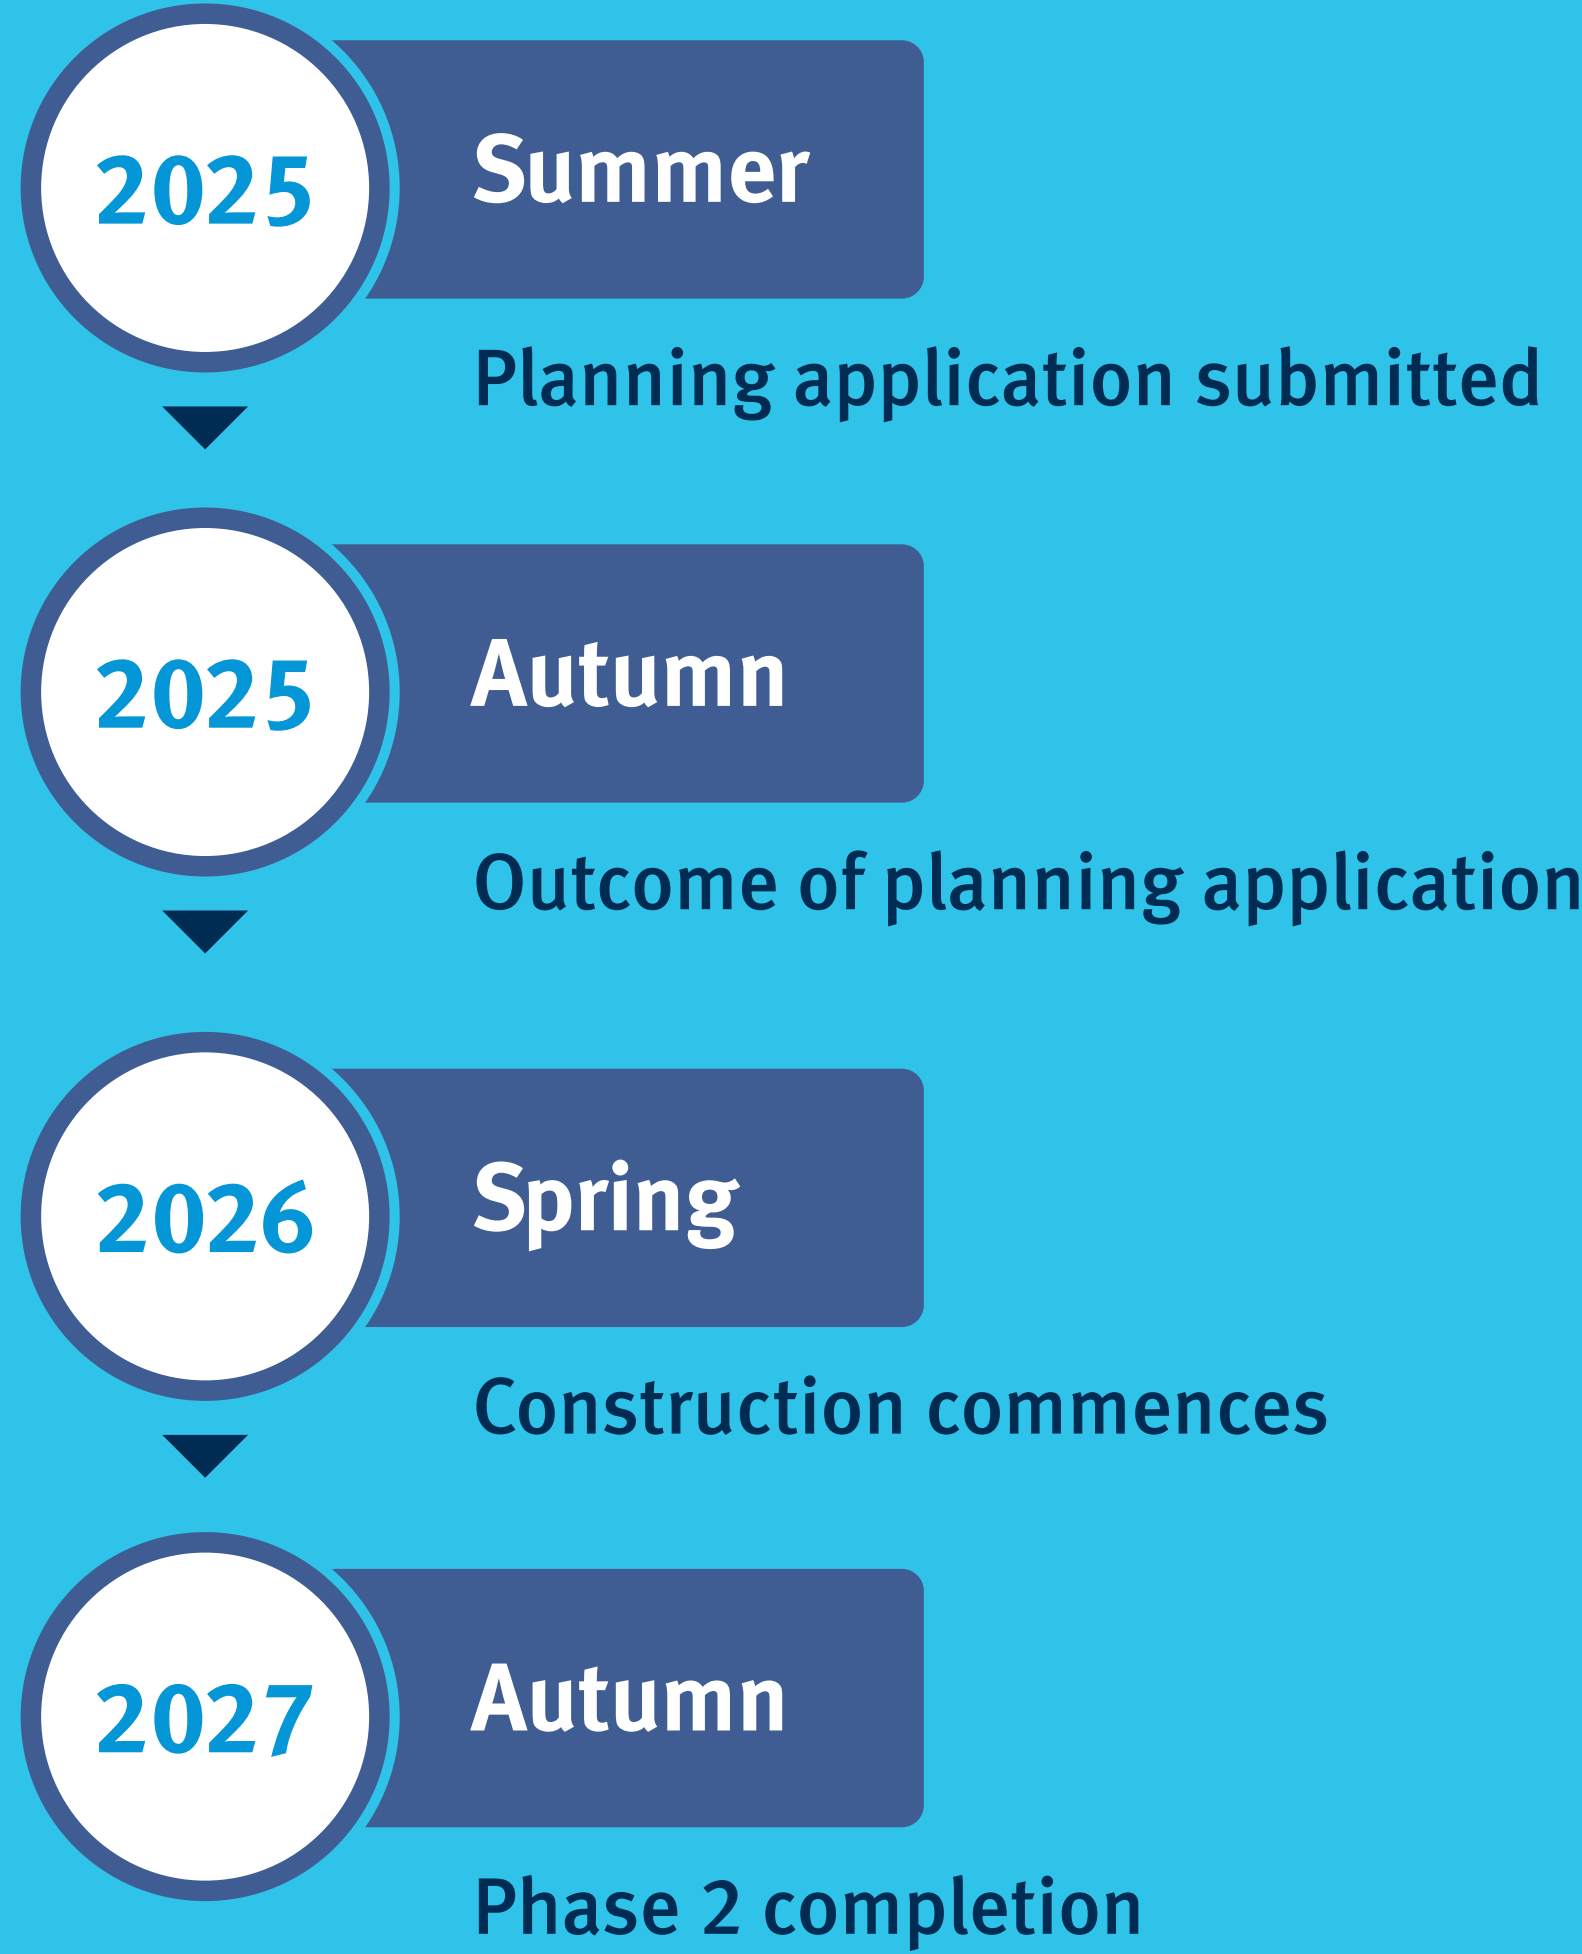 2025
Summer
Planning application submitted
2025
Autumn
Outcome of planning application
2026
Spring
Construction commences
2027
Autumn
Phase 2 completion